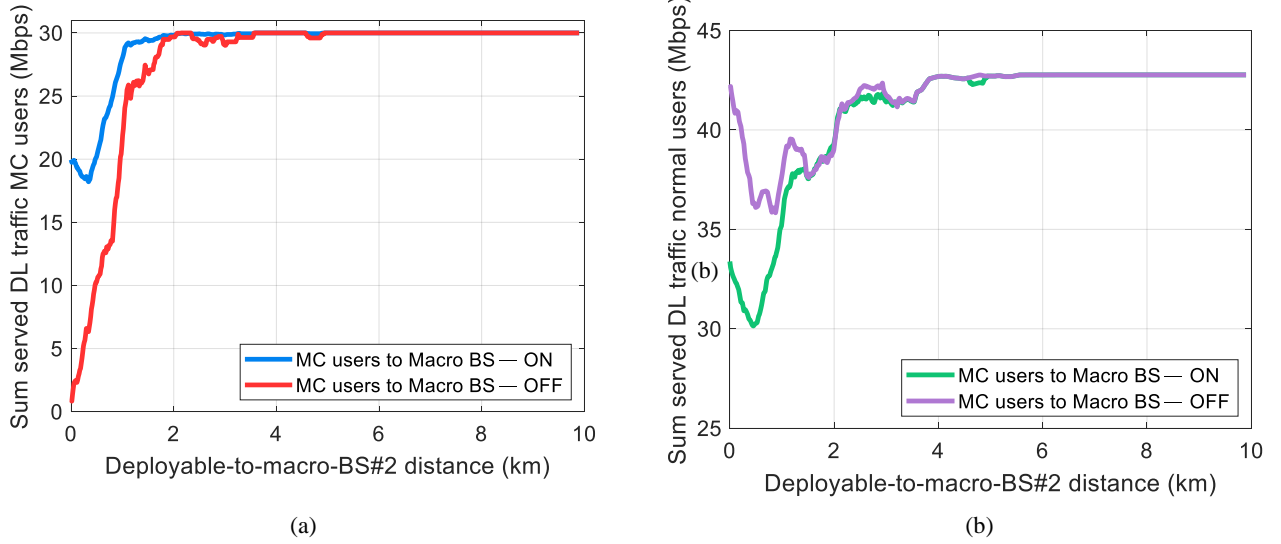 Sum served DL traffic MC users (Mbps)
30
25
20
15
10
5
0
0 2 4 6 8 10
MC users to Macro BS — ON
MC users to Macro BS — OFF
Deployable-to-macro-BS#2 distance (km)
(a)
(b)
Sum served DL traffic normal users (Mbps)
45
40
35
(b)
30
25
0 2 4 6 8 10
MC users to Macro BS — ON
MC users to Macro BS — OFF
Deployable-to-macro-BS#2 distance (km)
(b)